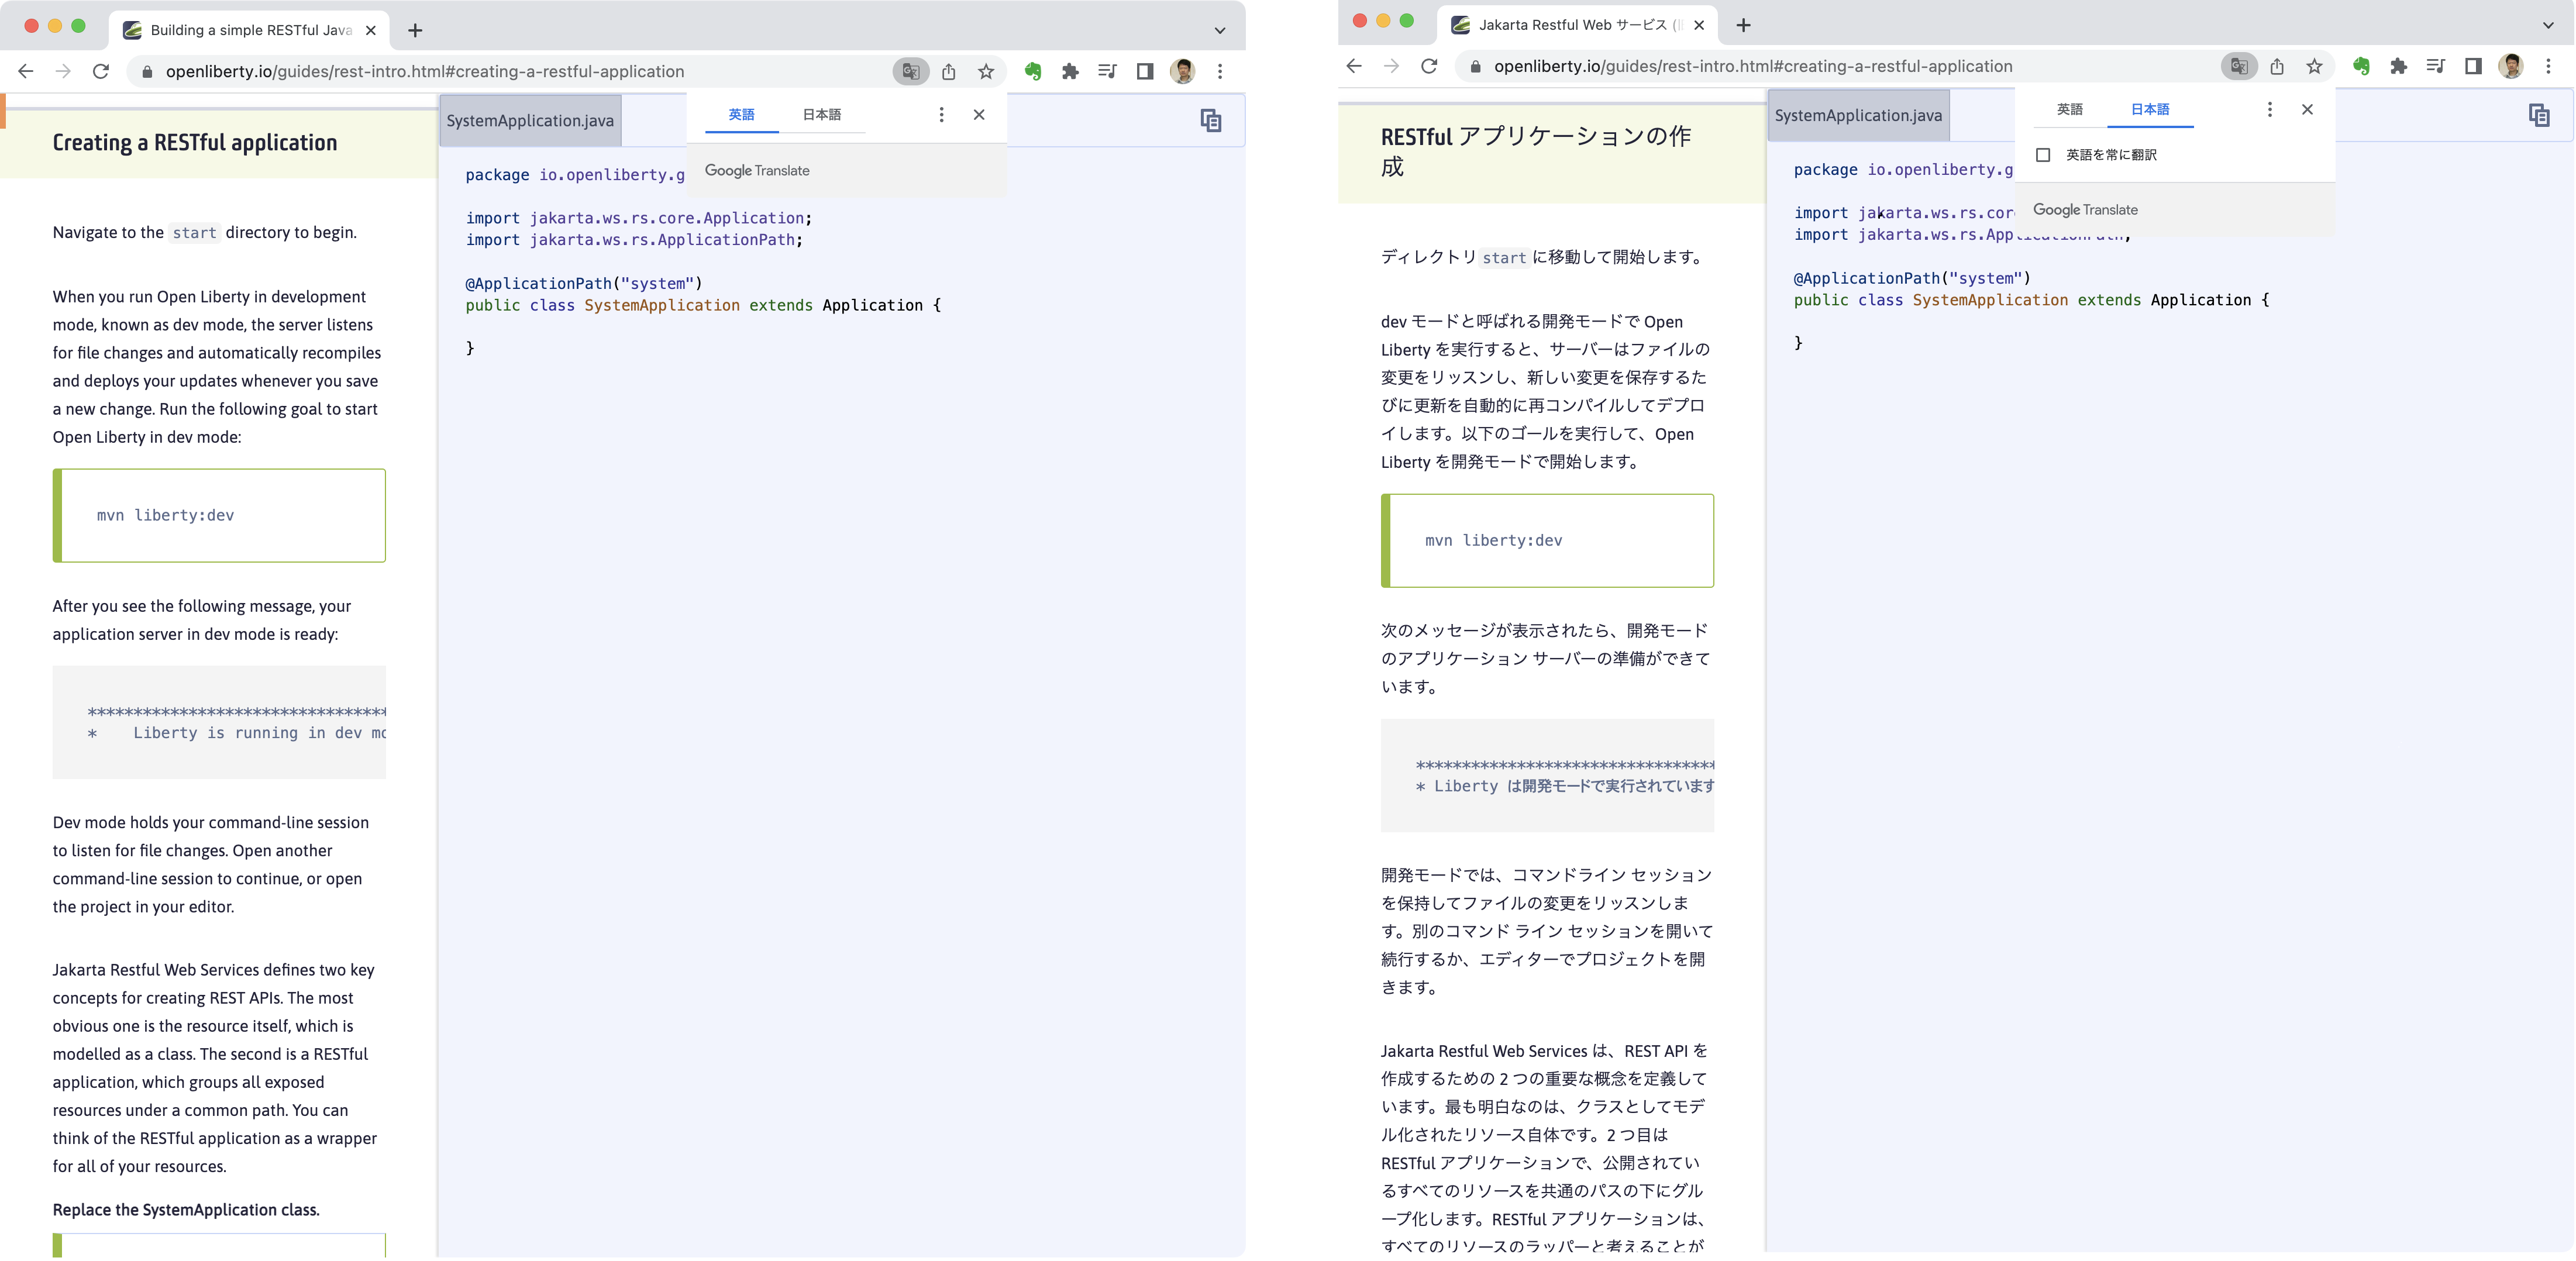 Building a simple RESTful Java
openliberty.io/guides/rest-intro.html#creating-a-restful-application
英語
日本語
Google Translate
Creating a RESTful application
Navigate to the start directory to begin.
When you run Open Liberty in development
mode, known as dev mode, the server listens
for file changes and automatically recompiles
and deploys your updates whenever you save
a new change. Run the following goal to start
Open Liberty in dev mode:
mvn liberty:dev
After you see the following message, your
application server in dev mode is ready:
**********************************
*    Liberty is running in dev
Dev mode holds your command-line session
to listen for file changes. Open another
command-line session to continue, or open
the project in your editor.
Jakarta Restful Web Services defines two key
concepts for creating REST APIs. The most
obvious one is the resource itself, which is
modelled as a class. The second is a RESTful
application, which groups all exposed
resources under a common path. You can
think of the RESTful application as a wrapper
for all of your resources.
Replace the SystemApplication class.
SystemApplication.java
package io.openliberty.g
import jakarta.ws.rs.core.Application;
import jakarta.ws.rs.ApplicationPath;
@ApplicationPath("system")
public class SystemApplication extends Application {
}
Jakarta Restful Web サービス
openliberty.io/guides/rest-intro.html#creating-a-restful-application
英語
日本語
英語を常に翻訳
Google Translate
RESTful アプリケーションの作
成
ディレクトリ start に移動して開始します。
dev モードと呼ばれる開発モードで Open
Liberty を実行すると、サーバーはファイルの
変更をリッスンし、新しい変更を保存するた
びに更新を自動的に再コンパイルしてデプロ
イします。以下のゴールを実行して、Open
Liberty を開発モードで開始します。
mvn liberty:dev
次のメッセージが表示されたら、開発モード
のアプリケーション サーバーの準備ができて
います。
**********************************
* Liberty は開発モードで実行されています
開発モードでは、コマンドライン セッション
を保持してファイルの変更をリッスンしま
す。別のコマンド ライン セッションを開いて
続行するか、エディターでプロジェクトを開
きます。
Jakarta Restful Web Services は、REST API を
作成するための 2 つの重要な概念を定義して
います。最も明白なのは、クラスとしてモデ
ル化されたリソース自体です。2 つ目は
RESTful アプリケーションで、公開されてい
るすべてのリソースを共通のパスの下にグル
ープ化します。RESTful アプリケーションは、
すべてのリソースのラッパーと考えることが
SystemApplication.java
package io.openliberty.g
import jakarta.ws.rs.cor
import jakarta.ws.rs.ApplicationPath;
@ApplicationPath("system")
public class SystemApplication extends Application {
}